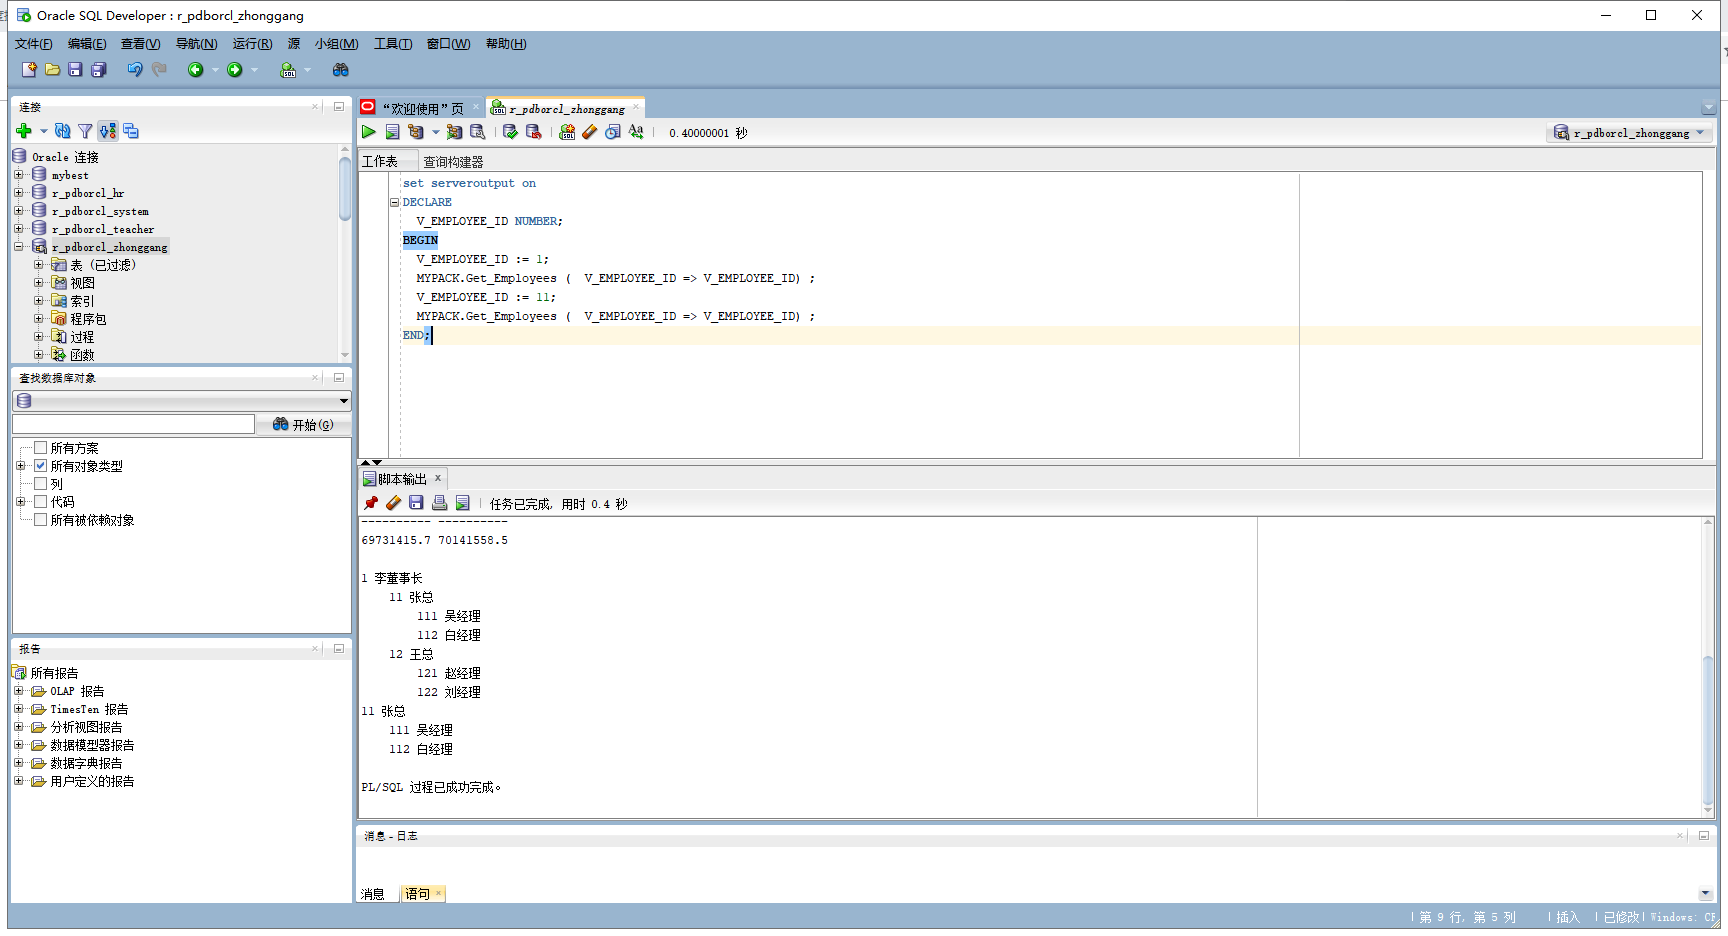 Oracle SQL Developer : r_pdborcl_zhonggang
文件(F) 编辑(E) 查看(V) 导航(N) 运行(R) 源 小组(M) 工具(T) 窗口(W) 帮助(H)
连接
Oracle 连接
mybest
r_pdborcl_hr
r_pdborcl_system
r_pdborcl_teacher
r_pdborcl_zhonggang
表 (已过滤)
视图
索引
程序包
过程
函数
查找数据库对象
开始(G)
所有方案
所有对象类型
列
代码
所有被依赖对象
报告
所有报告
OLAP 报告
TimesTen 报告
分析视图报告
数据模型器报告
数据字典报告
用户定义的报告
“欢迎使用”页 r_pdborcl_zhonggang
0.40000001 秒 r_pdborcl_zhonggang
工作表 查询构建器
set serveroutput on
DECLARE
V_EMPLOYEE_ID NUMBER;
BEGIN
V_EMPLOYEE_ID := 1;
MYPACK.Get_Employees (  V_EMPLOYEE_ID => V_EMPLOYEE_ID) ;
V_EMPLOYEE_ID := 11;
MYPACK.Get_Employees (  V_EMPLOYEE_ID => V_EMPLOYEE_ID) ;
END;
脚本输出
任务已完成, 用时 0.4 秒
---------- ----------
69731415.7 70141558.5
1 李董事长
11 张总
111 吴经理
112 白经理
12 王总
121 赵经理
122 刘经理
11 张总
111 吴经理
112 白经理
PL/SQL 过程已成功完成。
消息 - 日志
消息 语句
第 9 行, 第 5 列 插入 已修改 Windows: CF